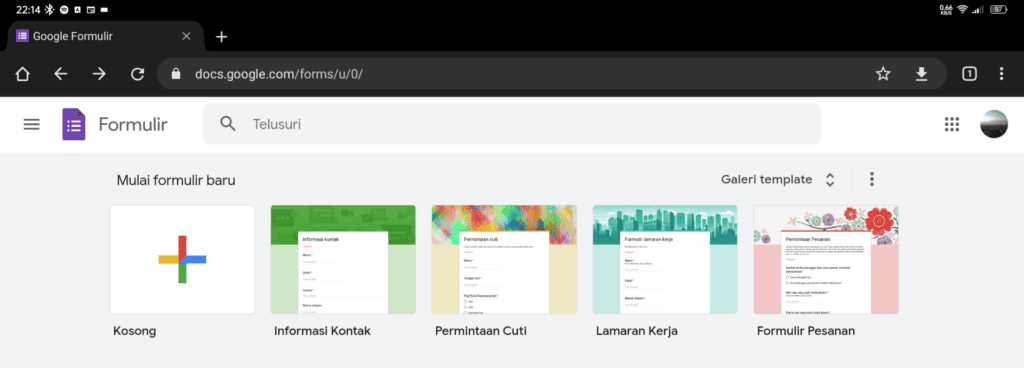 22:14
0.66
KB/S
57
Google Formulir
docs.google.com/forms/u/0/
1
Formulir
Telusuri
Mulai formulir baru
Galeri template
Informasi kontak
Permintaan cuti
Formulir lamaran kerja
Permintaan Pesanan
Kosong
Informasi Kontak
Permintaan Cuti
Lamaran Kerja
Formulir Pesanan